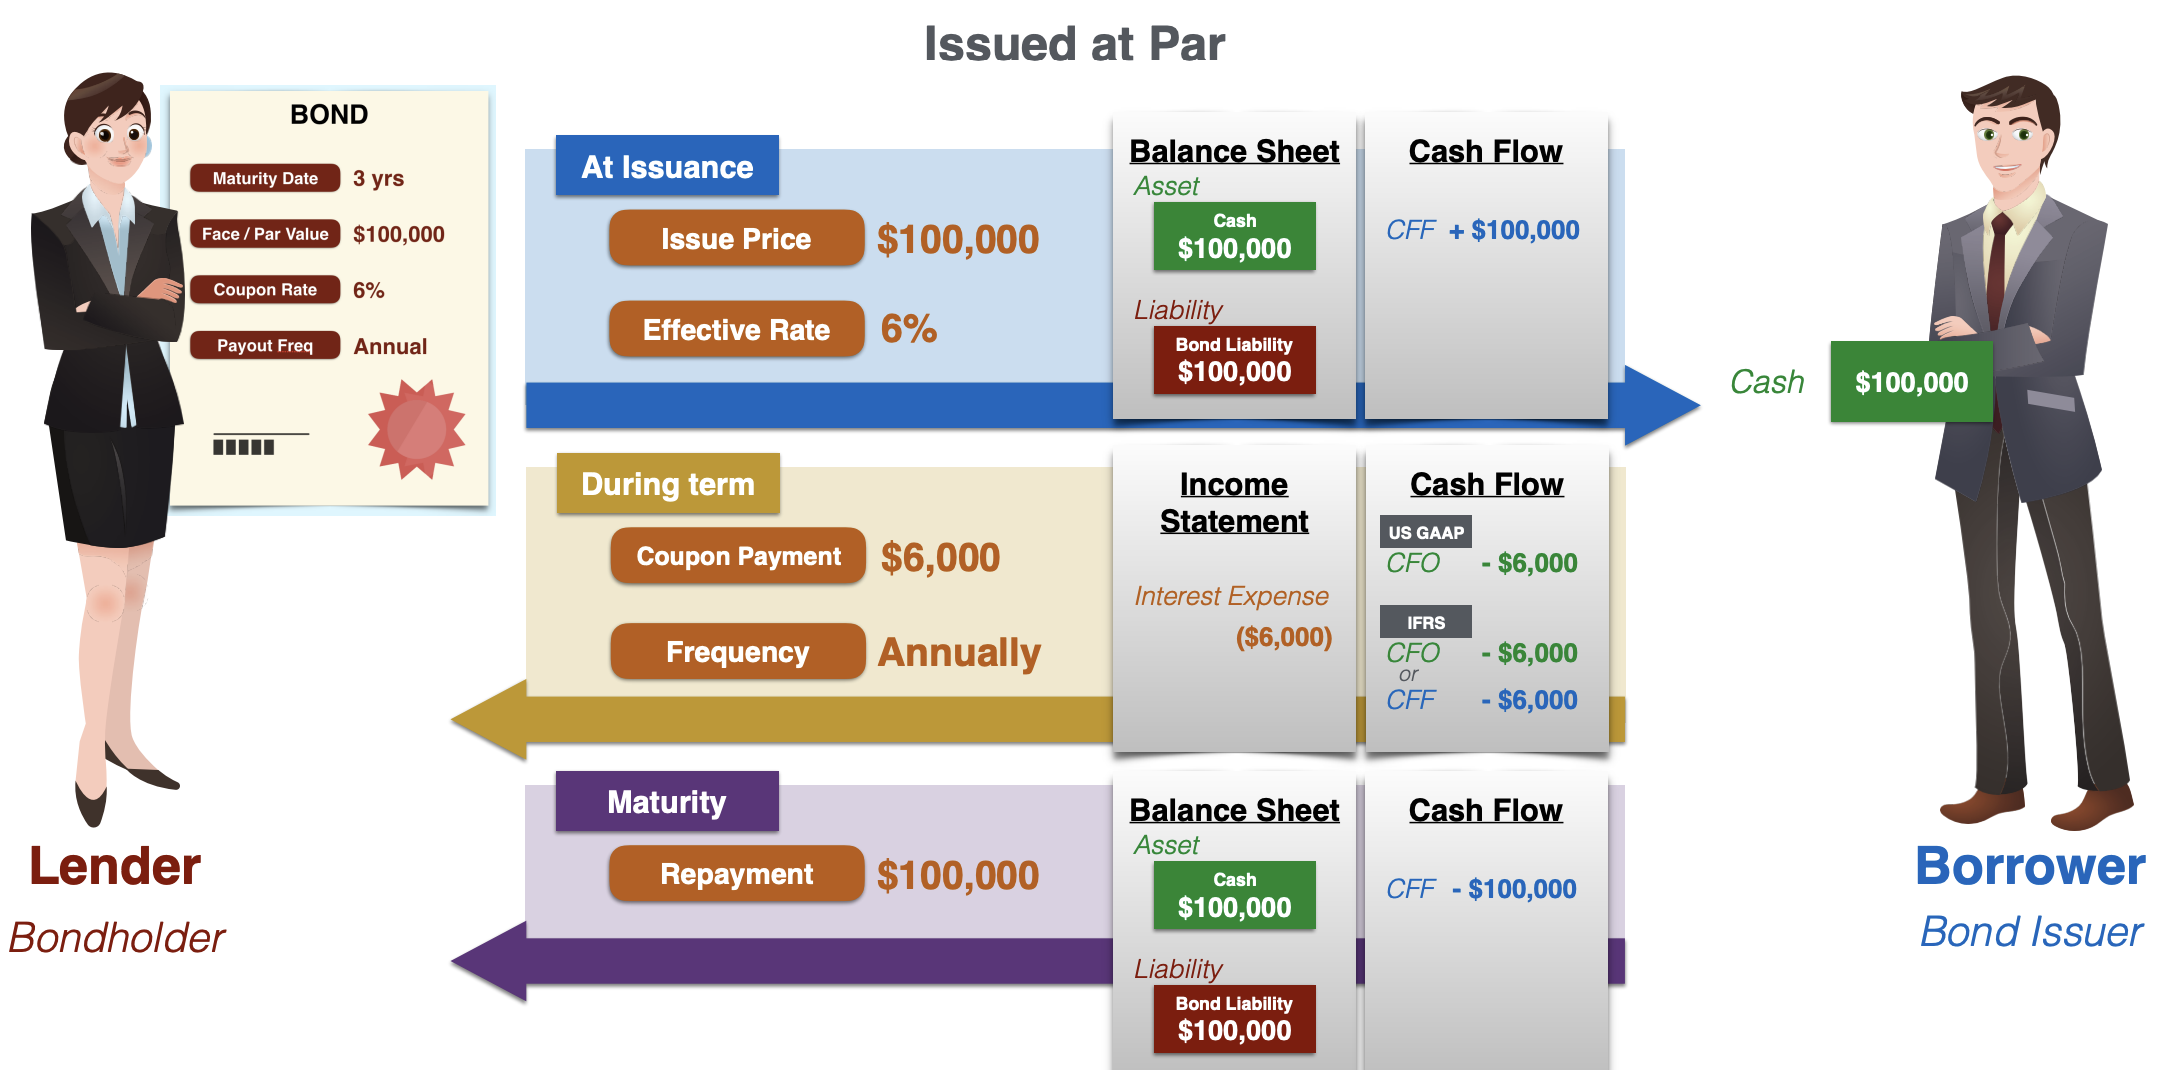 Issued at Par
BOND
Maturity Date 3 yrs
Face / Par Value $100,000
Coupon Rate 6%
Payout Freq Annual
Lender
Bondholder
At Issuance
Issue Price $100,000
Effective Rate 6%
Balance Sheet
Asset
Cash
$100,000
Liability
Bond Liability
$100,000
Cash Flow
CFF + $100,000
Cash $100,000
During term
Coupon Payment $6,000
Frequency Annually
Income
Statement
Interest Expense
($6,000)
Cash Flow
US GAAP
CFO - $6,000
IFRS
CFO - $6,000
or
CFF - $6,000
Maturity
Repayment $100,000
Balance Sheet
Asset
Cash
$100,000
Liability
Bond Liability
$100,000
Cash Flow
CFF - $100,000
Borrower
Bond Issuer